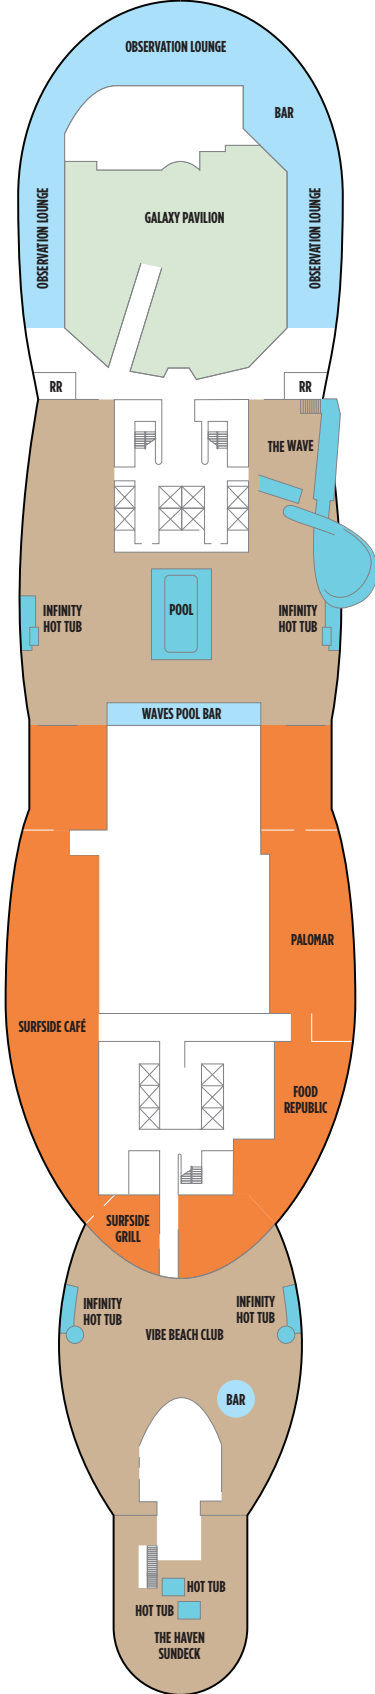 OBSERVATION LOUNGE
BAR
OBSERVATION LOUNGE
GALAXY PAVILION
OBSERVATION LOUNGE
RR
RR
THE WAVE
INFINITY
HOT TUB
POOL
INFINITY
HOT TUB
WAVES POOL BAR
PALOMAR
SURFSIDE CAFÉ
FOOD
REPUBLIC
SURFSIDE
GRILL
INFINITY
HOT TUB
INFINITY
HOT TUB
VIBE BEACH CLUB
BAR
HOT TUB
HOT TUB
THE HAVEN
SUNDECK